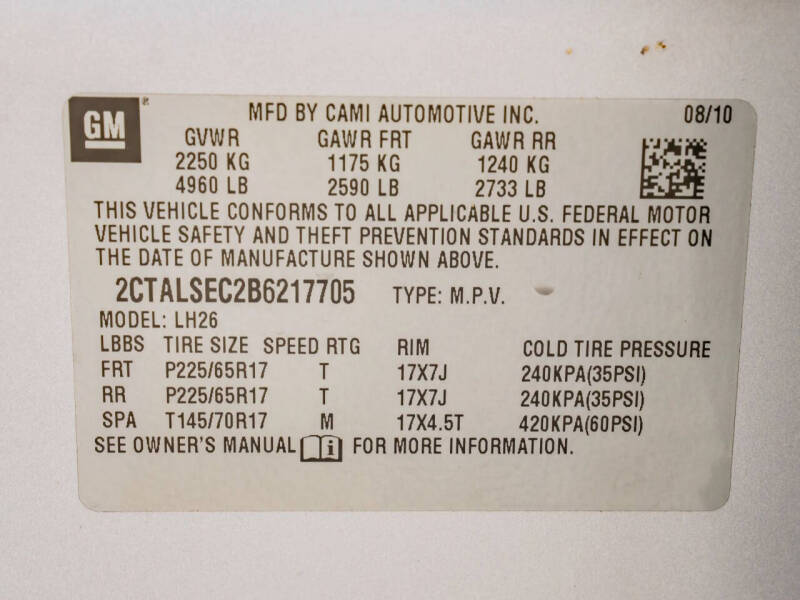 GM®
MFD BY CAMI AUTOMOTIVE INC. 08/10
GVWR GAWR FRT GAWR RR
2250 KG 1175 KG 1240 KG
4960 LB 2590 LB 2733 LB
THIS VEHICLE CONFORMS TO ALL APPLICABLE U.S. FEDERAL MOTOR
VEHICLE SAFETY AND THEFT PREVENTION STANDARDS IN EFFECT ON
THE DATE OF MANUFACTURE SHOWN ABOVE.
2CTALSEC2B6217705 TYPE: M.P.V.
MODEL: LH26
LBBS TIRE SIZE SPEED RTG RIM COLD TIRE PRESSURE
FRT P225/65R17 T 17X7J 240KPA(35PSI)
RR P225/65R17 T 17X7J 240KPA(35PSI)
SPA T145/70R17 M 17X4.5T 420KPA(60PSI)
SEE OWNER'S MANUAL i FOR MORE INFORMATION.